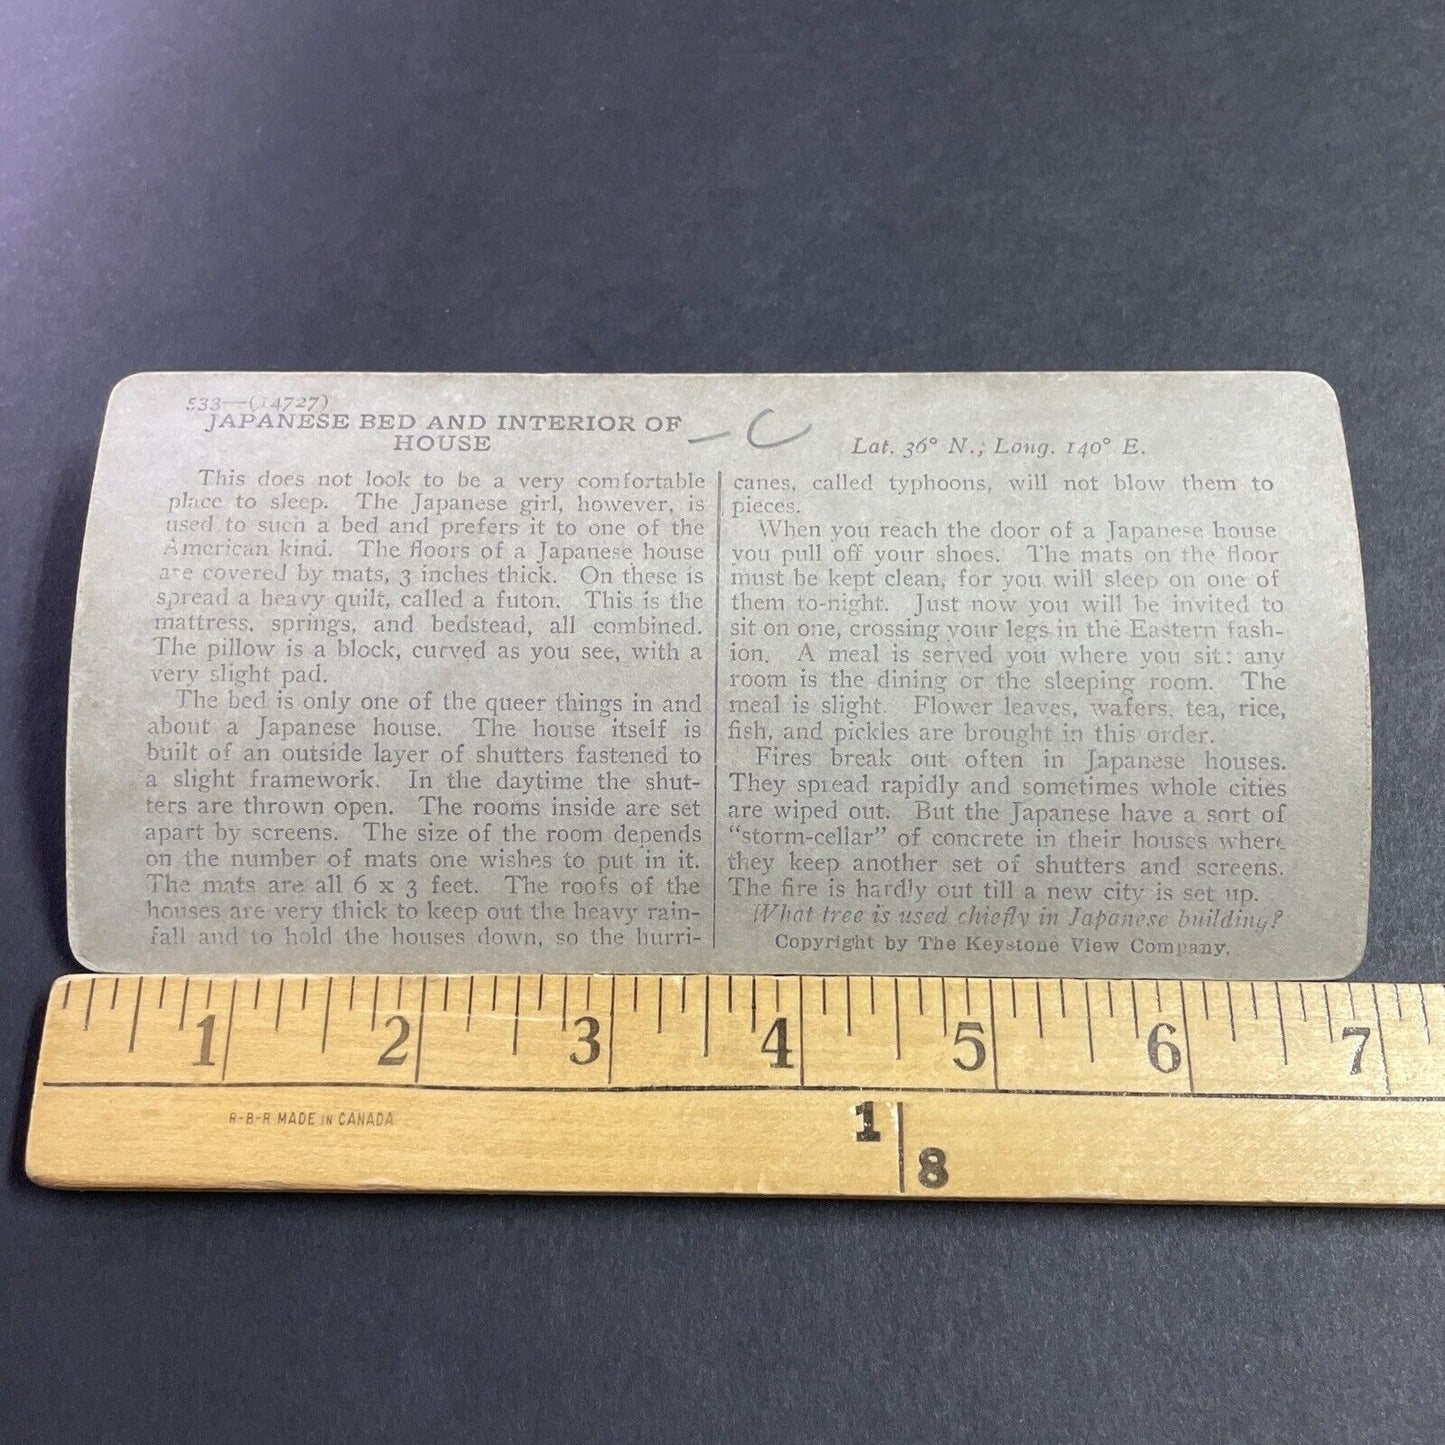 533—(14727)
JAPANESE BED AND INTERIOR OF
HOUSE
— C
Lat. 36° N.; Long. 140° E.
This does not look to be a very comfortable
place to sleep. The Japanese girl, however, is
used to such a bed and prefers it to one of the
American kind. The floors of a Japanese house
are covered by mats, 3 inches thick. On these is
spread a heavy quilt, called a futon. This is the
mattress, springs, and bedstead, all combined.
The pillow is a block, curved as you see, with a
very slight pad.
The bed is only one of the queer things in and
about a Japanese house. The house itself is
built of an outside layer of shutters fastened to
a slight framework. In the daytime the shut-
ters are thrown open. The rooms inside are set
apart by screens. The size of the room depends
on the number of mats one wishes to put in it.
The mats are all 6 x 3 feet. The roofs of the
houses are very thick to keep out the heavy rain-
fall and to hold the houses down, so the hurri-
canes, called typhoons, will not blow them to
pieces.
When you reach the door of a Japanese house
you pull off your shoes. The mats on the floor
must be kept clean, for you will sleep on one of
them to-night. Just now you will be invited to
sit on one, crossing your legs in the Eastern fash-
ion. A meal is served you where you sit: any
room is the dining or the sleeping room. The
meal is slight. Flower leaves, wafers, tea, rice,
fish, and pickles are brought in this order.
Fires break out often in Japanese houses.
They spread rapidly and sometimes whole cities
are wiped out. But the Japanese have a sort of
"storm-cellar" of concrete in their houses where
they keep another set of shutters and screens.
The fire is hardly out till a new city is set up.
What tree is used chiefly in Japanese building?
Copyright by The Keystone View Company.
1 2 3 4 5 6 7
R-B-R MADE IN CANADA
1
8